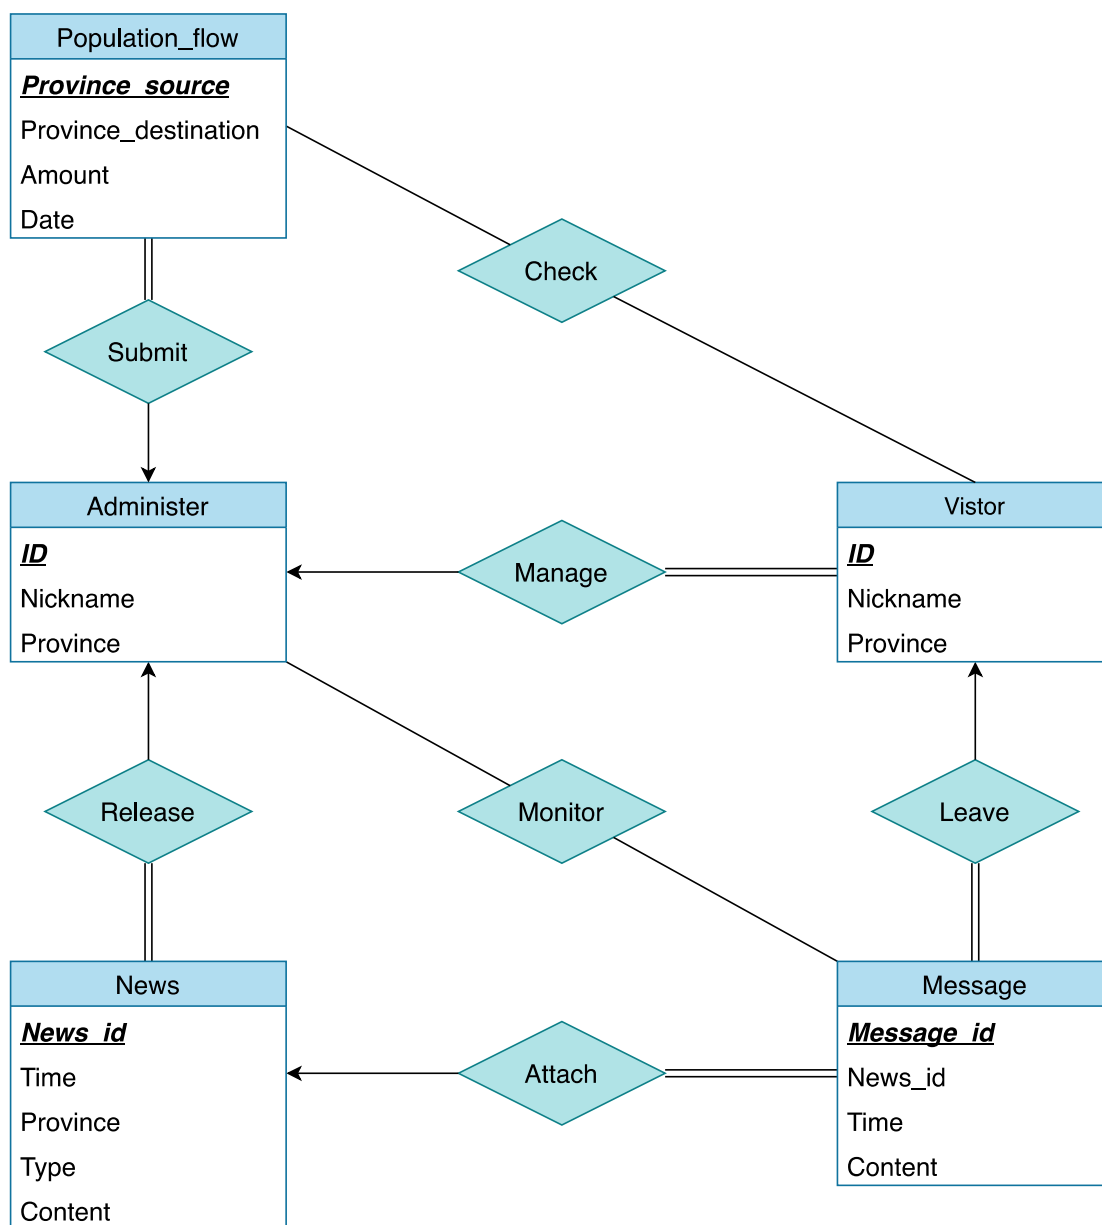 Population_flow
Province_source
Province_destination
Amount
Date
Check
Submit
Administer
ID
Nickname
Province
Manage
Vistor
ID
Nickname
Province
Release
Monitor
Leave
News
News_id
Time
Province
Type
Content
Attach
Message
Message_id
News_id
Time
Content